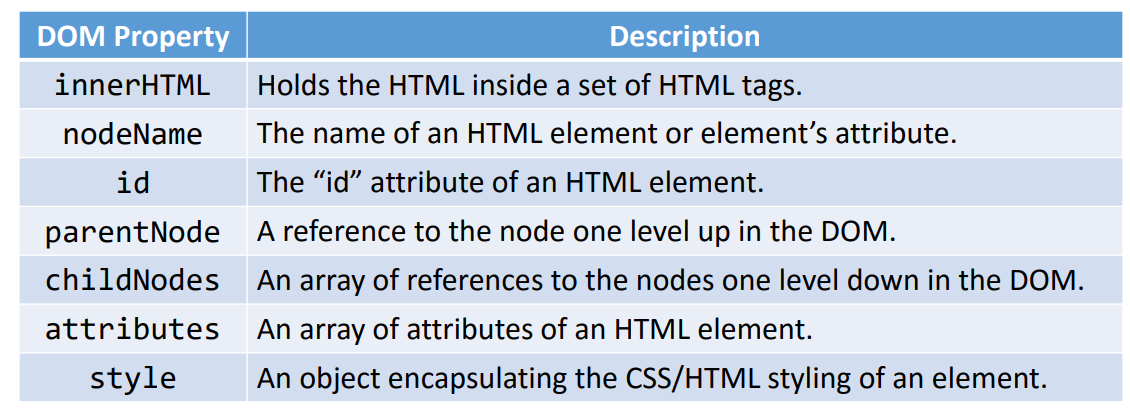 DOM Property Description
innerHTML Holds the HTML inside a set of HTML tags.
nodeName The name of an HTML element or element’s attribute.
id The “id” attribute of an HTML element.
parentNode A reference to the node one level up in the DOM.
childNodes An array of references to the nodes one level down in the DOM.
attributes An array of attributes of an HTML element.
style An object encapsulating the CSS/HTML styling of an element.